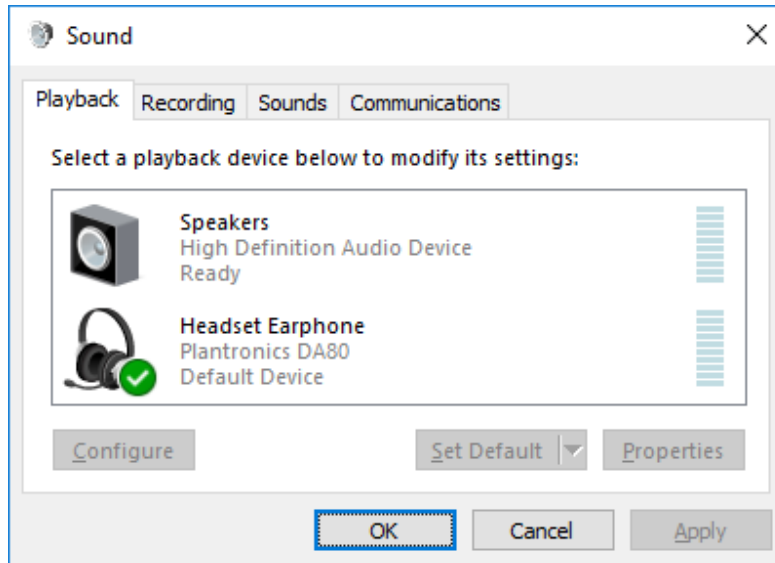 Sound
Playback Recording Sounds Communications
Select a playback device below to modify its settings:
Speakers
High Definition Audio Device
Ready
Headset Earphone
Plantronics DA80
Default Device
Configure Set Default Properties
OK Cancel Apply